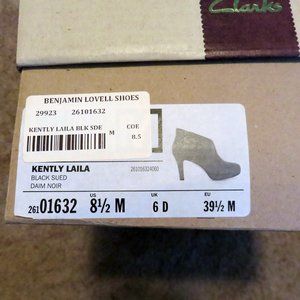 Clarks
BENJAMIN LOVELL SHOES
29923 26101632
KENTLY LAILA BLK SDE
M
COE
8.5
KENTLY LAILA
261016324060
BLACK SUED
DAIM NOIR
US UK EU
26101632 8½ M 6 D 39½ M